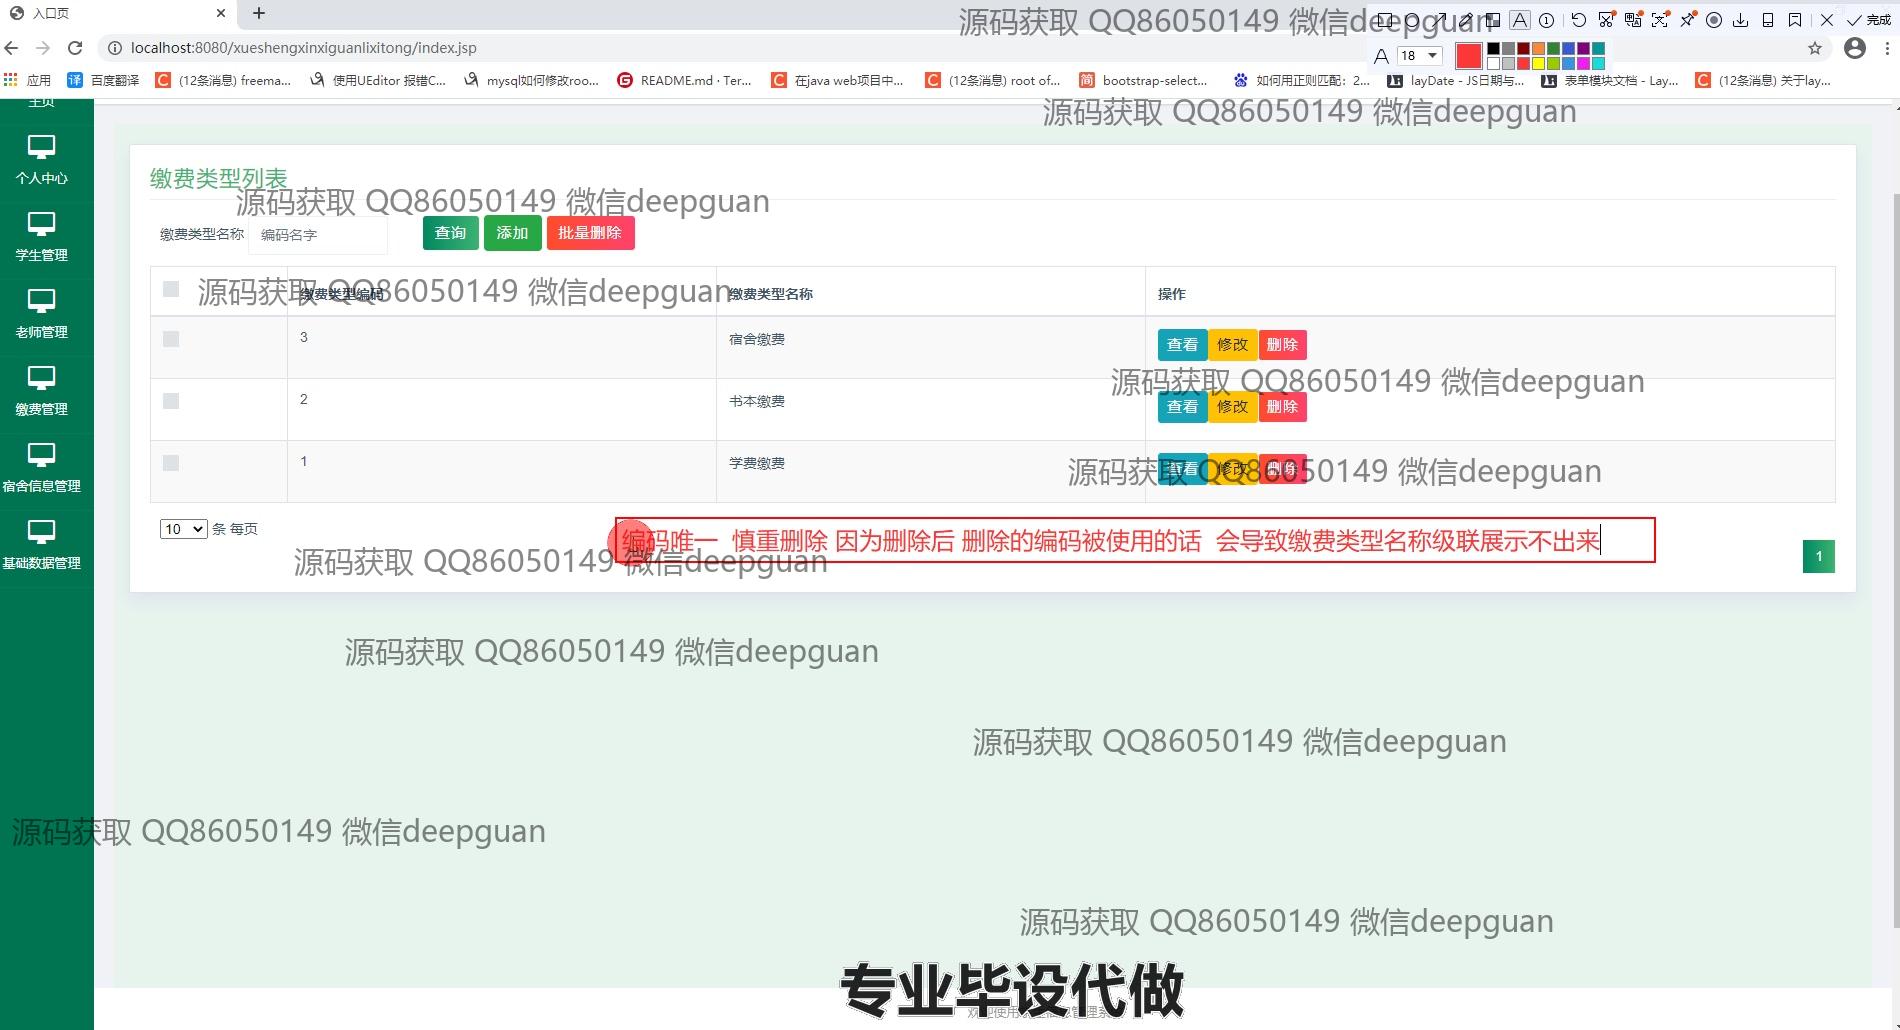 入口页
源码获取 QQ86050149 微信deepguan
完成
localhost:8080/xueshengxinxiguanlixitong/index.jsp
A 18
应用 百度翻译 (12条消息) freema... 使用UEditor 报错C... mysql如何修改roo... README.md · Ter... 在java web项目中... (12条消息) root of... bootstrap-select... 如何用正则匹配：2... layDate - JS日期与... 表单模块文档 - Lay... (12条消息) 关于lay...
主页
源码获取 QQ86050149 微信deepguan
个人中心
学生管理
老师管理
缴费管理
宿舍信息管理
基础数据管理
缴费类型列表
源码获取 QQ86050149 微信deepguan
缴费类型名称 编码名字 查询 添加 批量删除
源码获取 QQ86050149 微信deepguan
缴费类型编码 缴费类型名称 操作
3 宿舍缴费 查看 修改 删除
源码获取 QQ86050149 微信deepguan
2 书本缴费 查看 修改 删除
1 学费缴费 查看 修改 删除
源码获取 QQ86050149 微信deepguan
10 条 每页
编码唯一 慎重删除 因为删除后 删除的编码被使用的话 会导致缴费类型名称级联展示不出来
1
源码获取 QQ86050149 微信deepguan
源码获取 QQ86050149 微信deepguan
源码获取 QQ86050149 微信deepguan
源码获取 QQ86050149 微信deepguan
源码获取 QQ86050149 微信deepguan
专业毕设代做